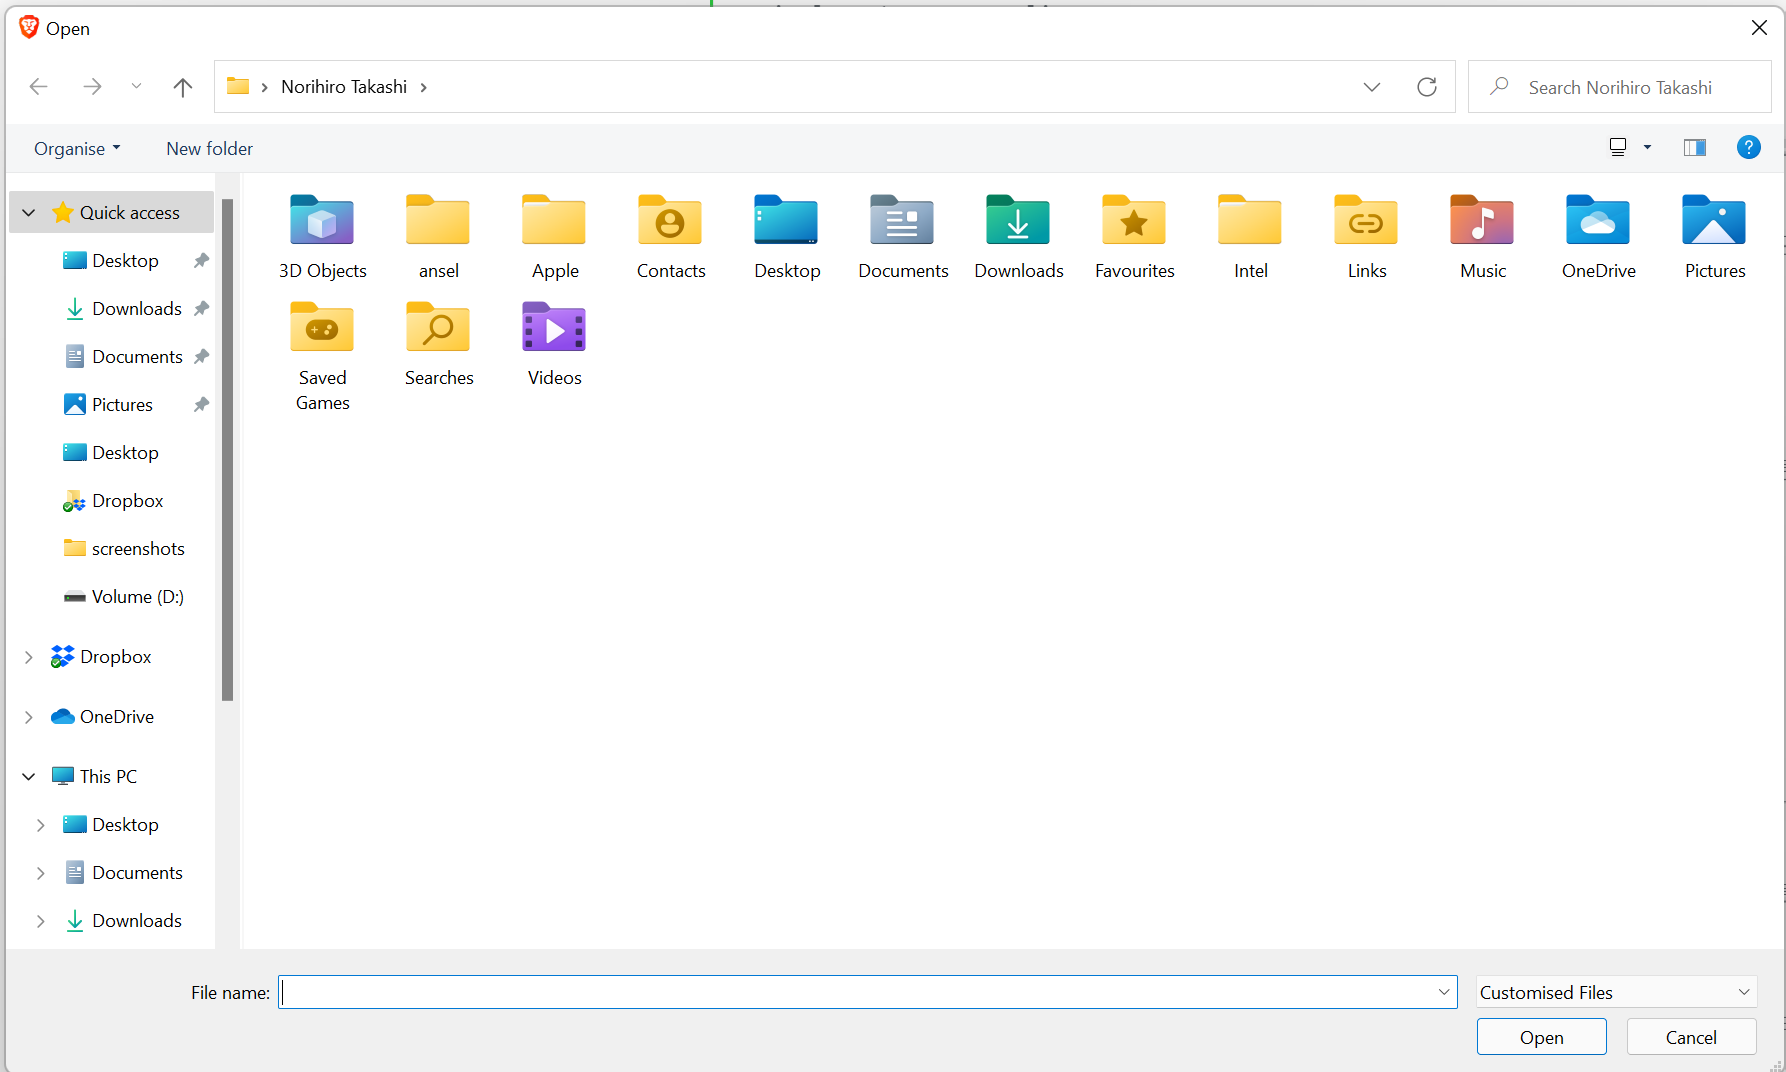 Open
Norihiro Takashi
Search Norihiro Takashi
Organise
New folder
?
Quick access
Desktop
Downloads
Documents
Pictures
Desktop
Dropbox
screenshots
Volume (D:)
Dropbox
OneDrive
This PC
Desktop
Documents
Downloads
3D Objects
ansel
Apple
Contacts
Desktop
Documents
Downloads
Favourites
Intel
Links
Music
OneDrive
Pictures
Saved
Games
Searches
Videos
File name:
Customised Files
Open
Cancel